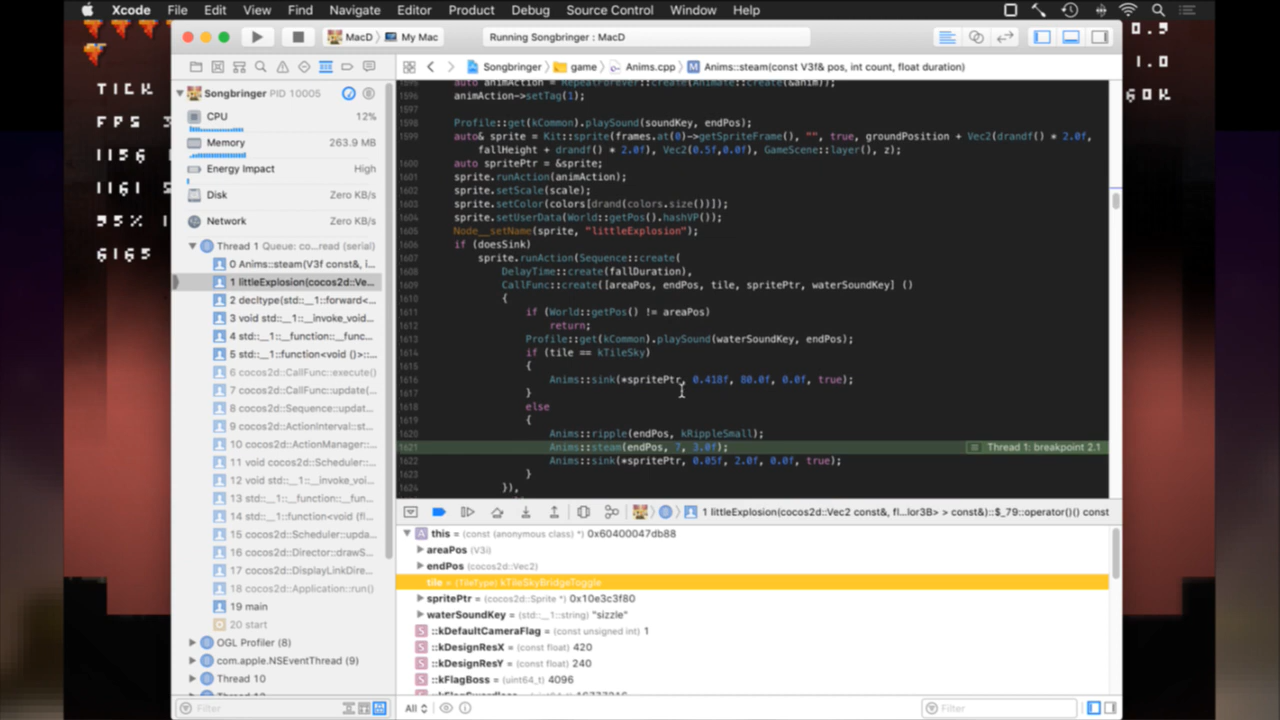 Xcode File Edit View Find Navigate Editor Product Debug Source Control Window Help
MacD My Mac Running Songbringer : MacD
Songbringer game Anims.cpp Anims::steam(const V3f& pos, int count, float duration)
TICK
FPS 3
1156
1161
95%
6165
0.5
1.0
60K
Songbringer PID 10005
CPU 12%
Memory 263.9 MB
Energy Impact High
Disk Zero KB/s
Network Zero KB/s
Thread 1 Queue: co...read (serial)
0 Anims::steam(V3f const&, i...
1 littleExplosion(cocos2d::Ve...
2 decltype(std::__1::forward<...
3 void std::__1::__invoke_void...
4 std::__1::__function::__func...
5 std::__1::function<void ()>::...
6 cocos2d::CallFunc::execute()
7 cocos2d::CallFunc::update(...
8 cocos2d::Sequence::updat...
9 cocos2d::ActionInterval::st...
10 cocos2d::ActionManager::...
11 void cocos2d::Scheduler::...
12 void std::__1::__invoke_voi...
13 std::__1::__function::__fun...
14 std::__1::function<void (fl...
15 cocos2d::Scheduler::upda...
16 cocos2d::Director::drawS...
17 cocos2d::DisplayLinkDire...
18 cocos2d::Application::run()
19 main
20 start
OGL Profiler (8)
com.apple.NSEventThread (9)
Thread 10
Filter
auto animAction = RepeatForever::create(Animate::create(&anim));
1596 animAction->setTag(1);
1597
1598 Profile::get(kCommon).playSound(soundKey, endPos);
1599 auto& sprite = Kit::sprite(frames.at(0)->getSpriteFrame(), "", true, groundPosition + Vec2(drandf() * 2.0f,
fallHeight + drandf() * 2.0f), Vec2(0.5f,0.0f), GameScene::layer(), z);
1600 auto spritePtr = &sprite;
1601 sprite.runAction(animAction);
1602 sprite.setScale(scale);
1603 sprite.setColor(colors[drand(colors.size())]);
1604 sprite.setUserData(World::getPos().hashVP());
1605 Node__setName(sprite, "littleExplosion");
1606 if (doesSink)
1607 sprite.runAction(Sequence::create(
1608 DelayTime::create(fallDuration),
1609 CallFunc::create([areaPos, endPos, tile, spritePtr, waterSoundKey] ()
1610 {
1611 if (World::getPos() != areaPos)
1612 return;
1613 Profile::get(kCommon).playSound(waterSoundKey, endPos);
1614 if (tile == kTileSky)
1615 {
1616 Anims::sink(*spritePtr, 0.418f, 80.0f, 0.0f, true);
1617 }
1618 else
1619 {
1620 Anims::ripple(endPos, kRippleSmall);
1621 Anims::steam(endPos, 7, 3.0f); Thread 1: breakpoint 2.1
1622 Anims::sink(*spritePtr, 0.05f, 2.0f, 0.0f, true);
1623 }
1624 }),
1 littleExplosion(cocos2d::Vec2 const&, fl...lor3B> > const&)::$_79::operator()() const
this = (const (anonymous class) *) 0x60400047db88
areaPos (V3i)
endPos (cocos2d::Vec2)
tile = (TileType) kTileSkyBridgeToggle
spritePtr = (cocos2d::Sprite *) 0x10e3c3f80
waterSoundKey = (std::__1::string) "sizzle"
::kDefaultCameraFlag = (const unsigned int) 1
::kDesignResX = (const float) 420
::kDesignResY = (const float) 240
::kFlagBoss = (uint64_t) 4096
All Filter